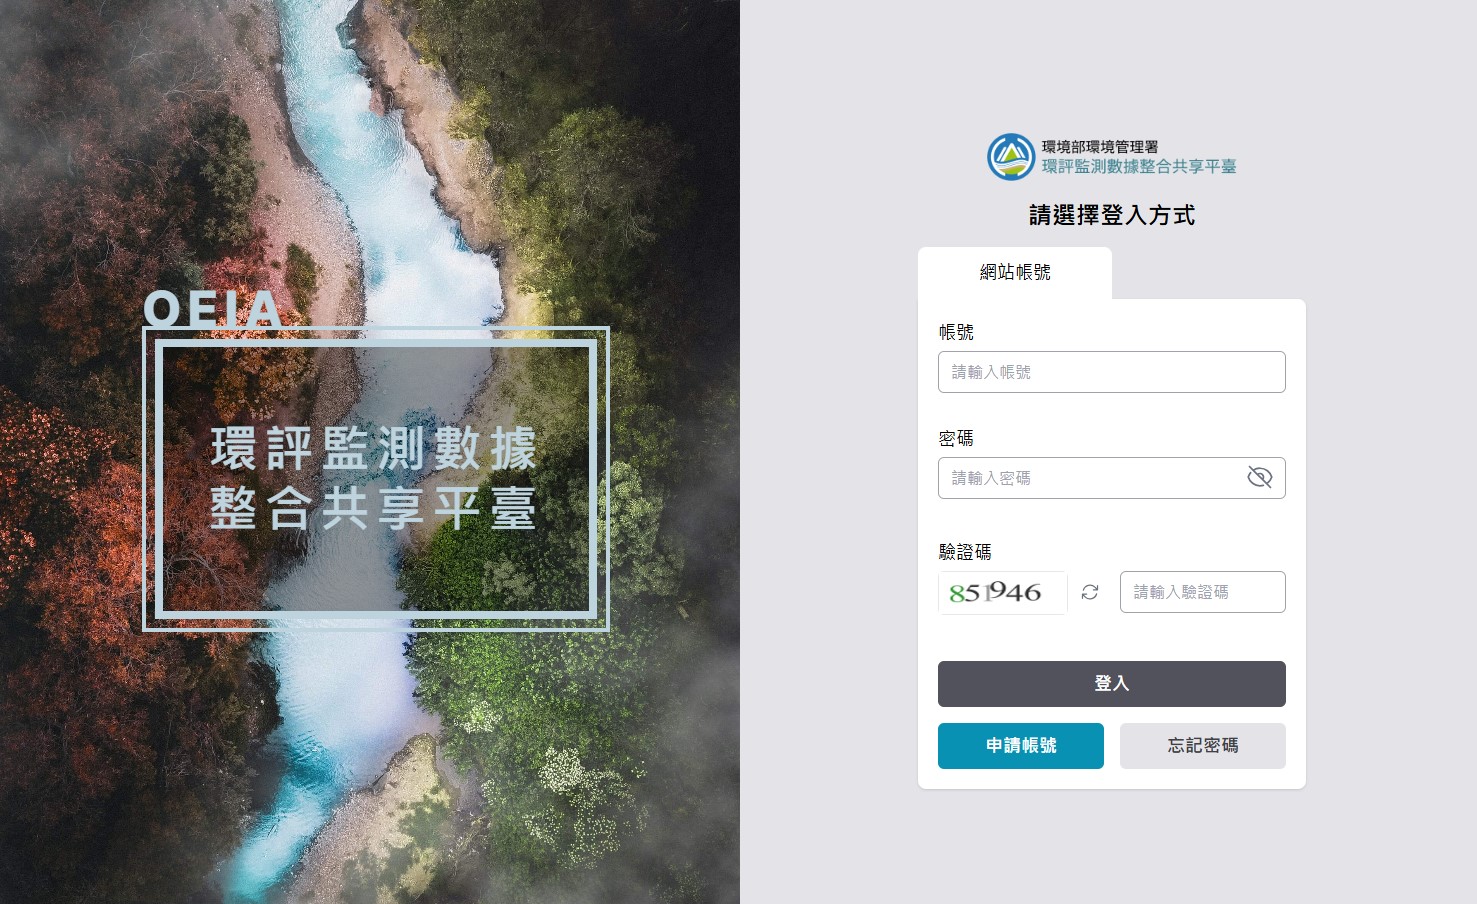 OEIA
環評監測數據
整合共享平臺
環境部環境管理署
環評監測數據整合共享平臺
請選擇登入方式
網站帳號
帳號
請輸入帳號
密碼
請輸入密碼
驗證碼
851946
請輸入驗證碼
登入
申請帳號
忘記密碼